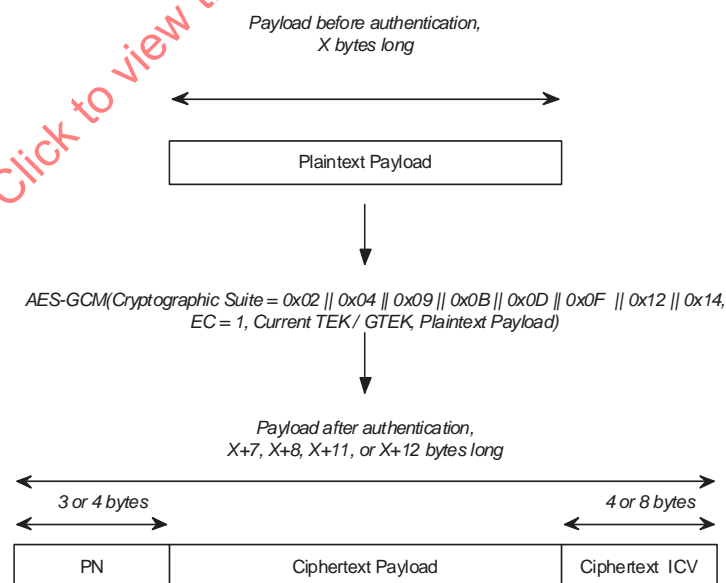 Click to view t
Payload before authentication,
X bytes long
Plaintext Payload
AES-GCM(Cryptographic Suite = 0x02 || 0x04 || 0x09 || 0x0B || 0x0D || 0x0F || 0x12 || 0x14,
EC = 1, Current TEK / GTEK, Plaintext Payload)
Payload after authentication,
X+7, X+8, X+11, or X+12 bytes long
3 or 4 bytes 4 or 8 bytes
PN Ciphertext Payload Ciphertext ICV